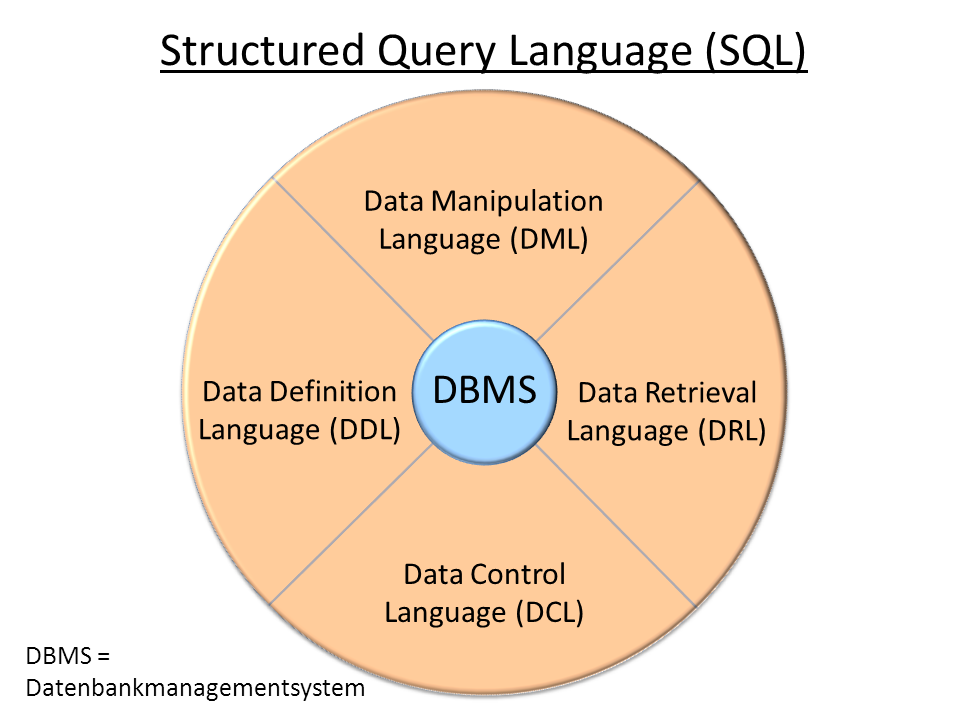 Structured Query Language (SQL)
Data Manipulation
Language (DML)
Data Definition
Language (DDL)
DBMS
Data Retrieval
Language (DRL)
Data Control
Language (DCL)
DBMS =
Datenbankmanagementsystem